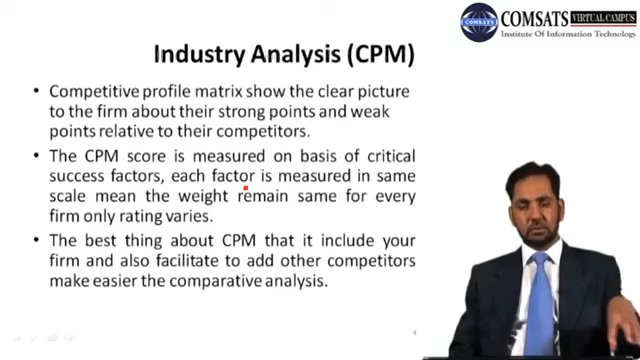 COMSATS VIRTUAL CAMPUS
COMSATS
Institute Of Information Technology
Industry Analysis (CPM)
• Competitive profile matrix show the clear picture
to the firm about their strong points and weak
points relative to their competitors.
• The CPM score is measured on basis of critical
success factors, each factor is measured in same
scale mean the weight remain same for every
firm only rating varies.
• The best thing about CPM that it include your
firm and also facilitate to add other competitors
make easier the comparative analysis.
4